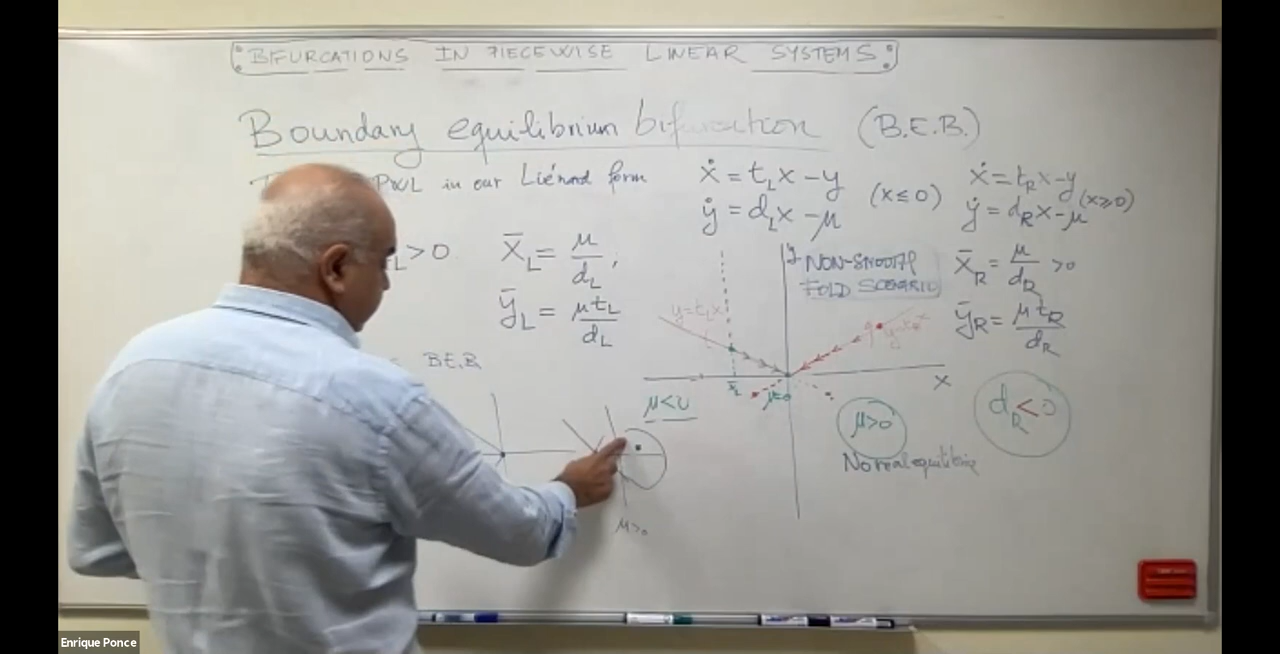 BIFURCATIONS IN PIECEWISE LINEAR SYSTEMS
Boundary equilibrium bifurcation (B.E.B.)
PWL in our Liénard form
ẋ = t_L x - y
ẏ = d_L x - μ
(x ≤ 0)
ẋ = t_R x - y
ẏ = d_R x - μ
(x ≥ 0)
L > 0
x̄_L = μ/d_L ,
ȳ_L = μt_L/d_L
y NON-SMOOTH
FOLD SCENARIO
x̄_R = μ/d_R > 0
ȳ_R = μt_R/d_R
y = t_L x
B.E.B.
x̄_L
μ=0
x
μ<0
μ>0
d_R < 0
No real equilibria
μ>0
Enrique Ponce